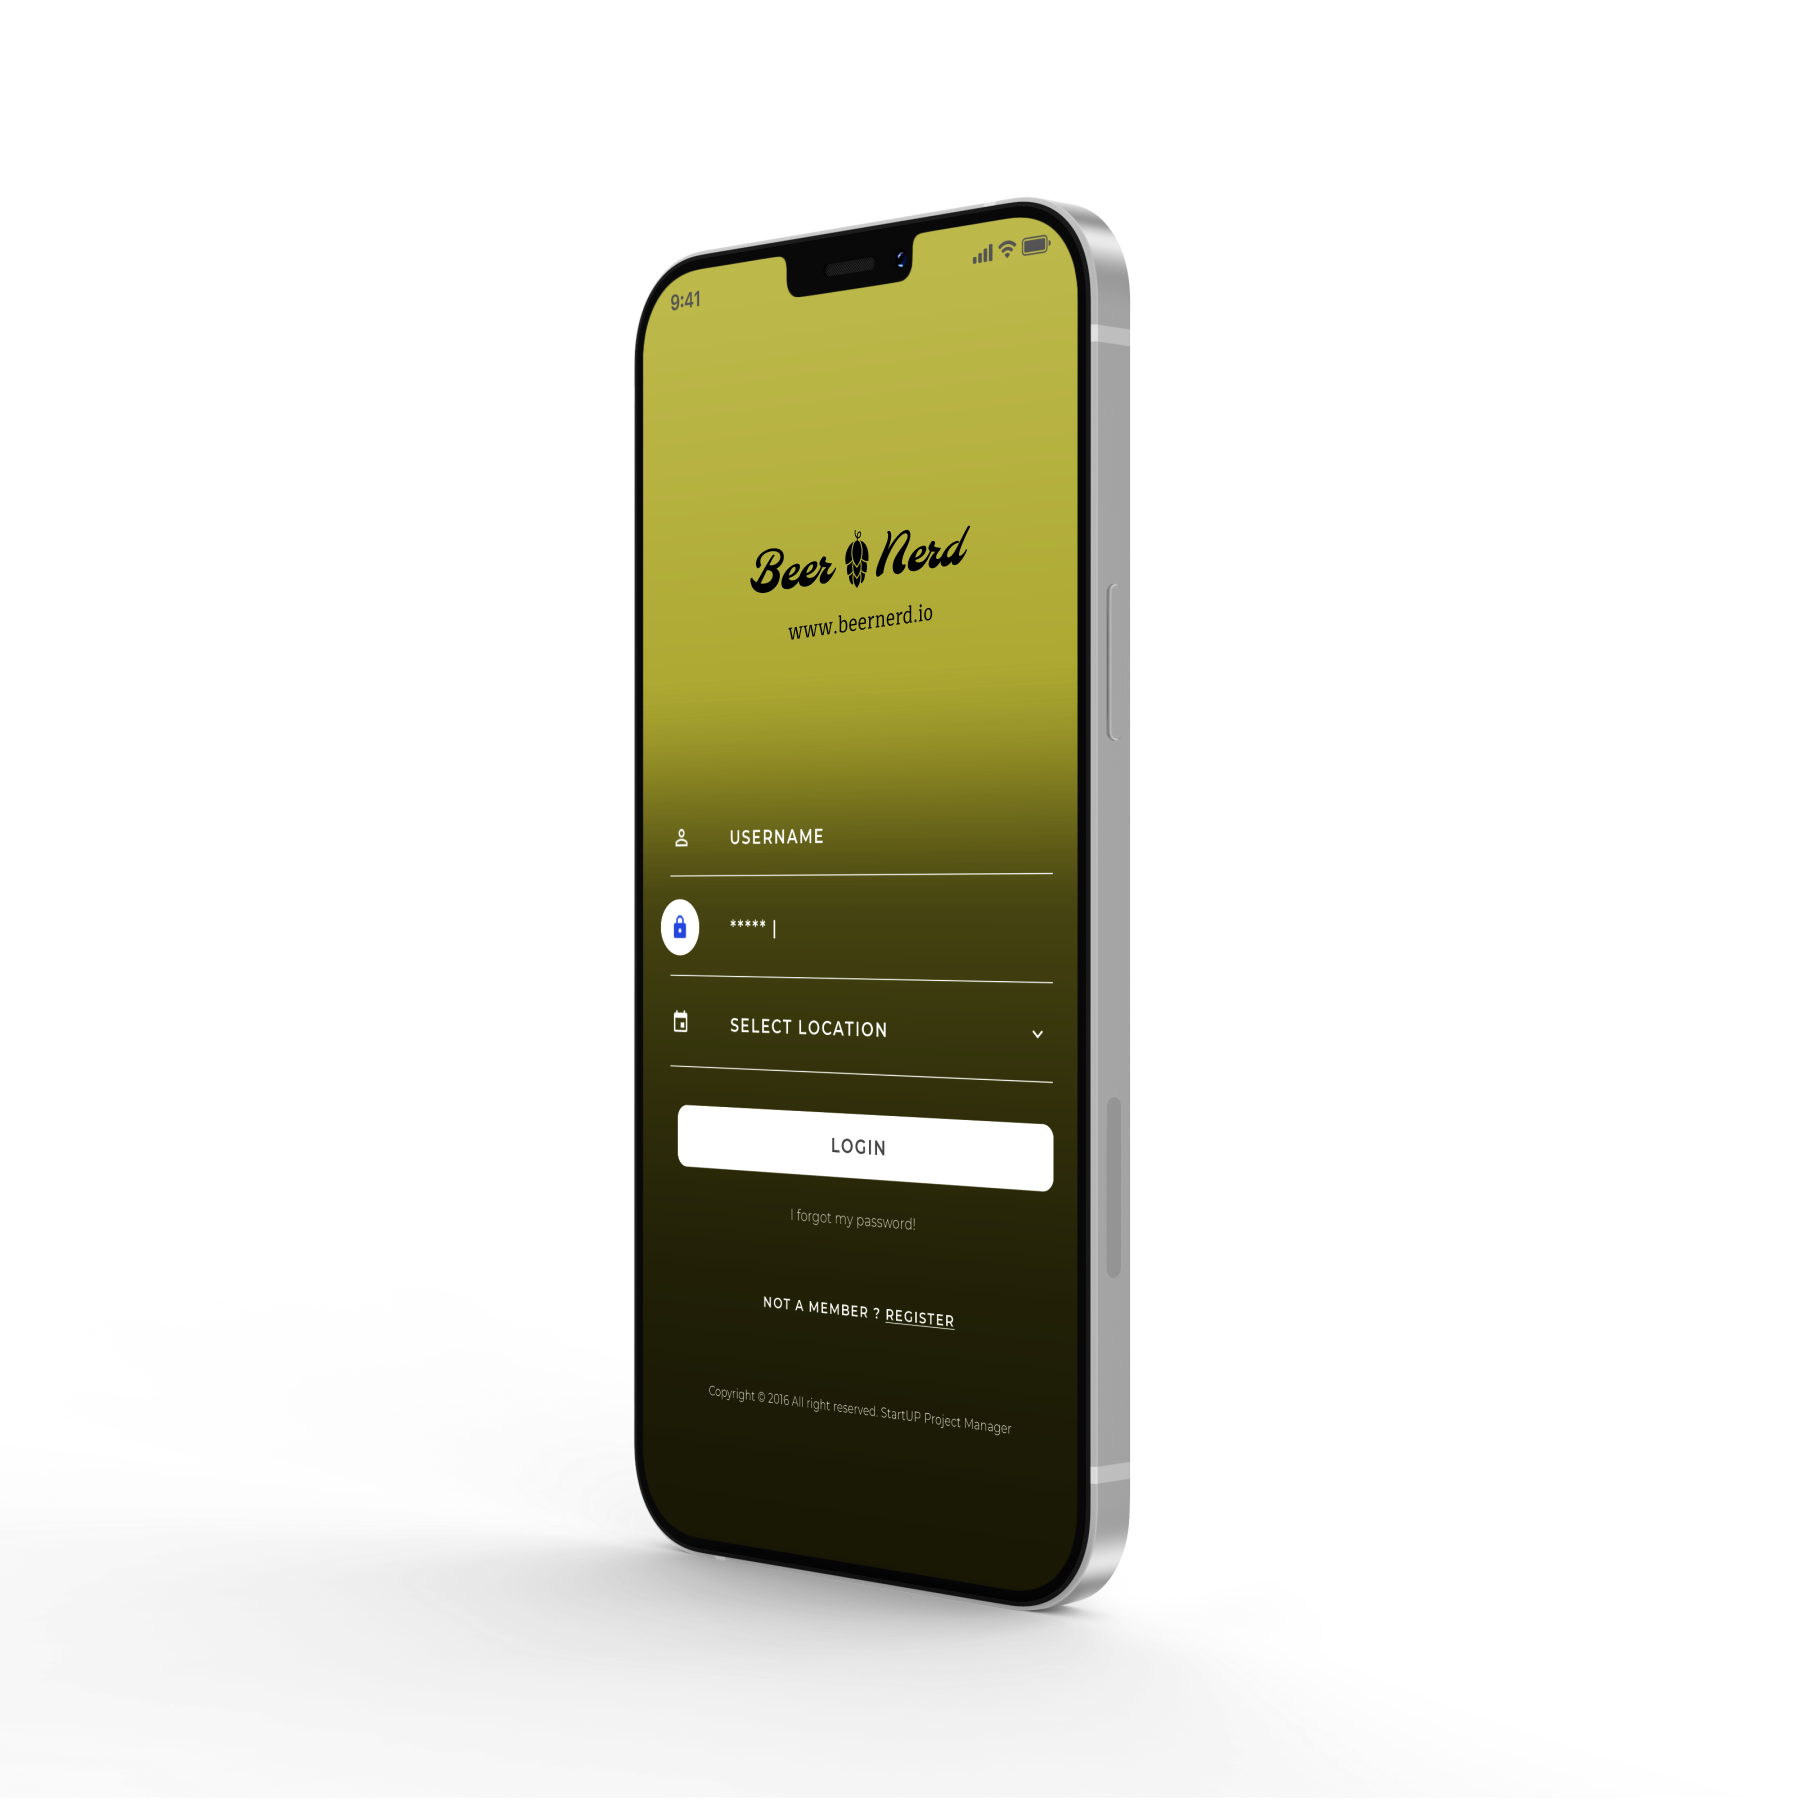 9:41
Beer Nerd
www.beernerd.io
USERNAME
***** |
SELECT LOCATION
LOGIN
I forgot my password!
NOT A MEMBER ? REGISTER
Copyright © 2016 All right reserved. StartUP Project Manager